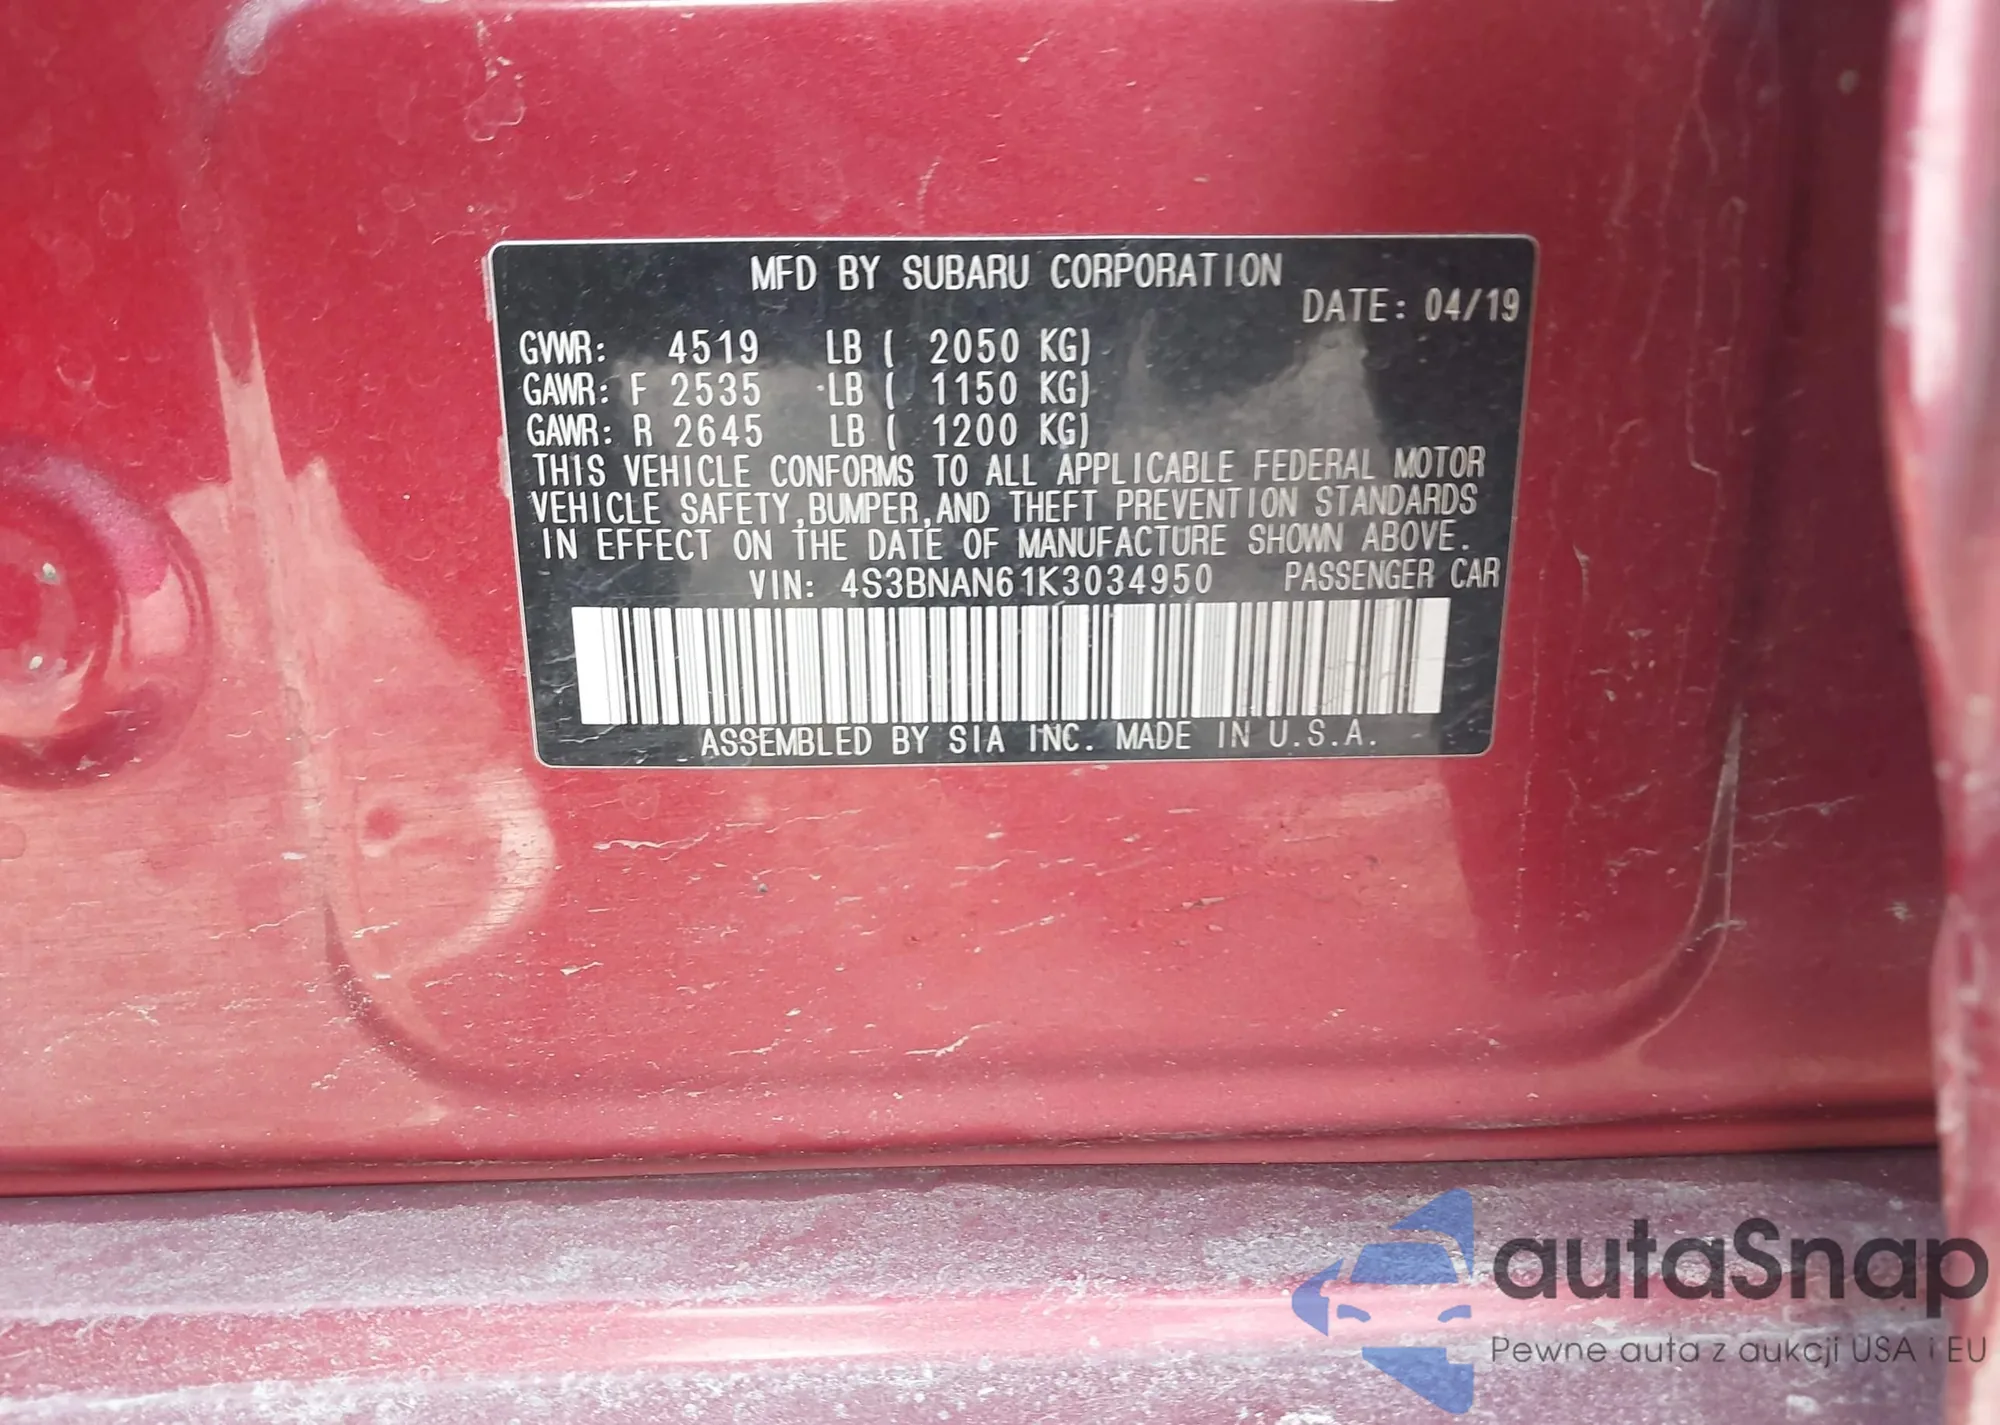 MFD BY SUBARU CORPORATION
DATE: 04/19
GVWR: 4519 LB ( 2050 KG)
GAWR: F 2535 LB ( 1150 KG)
GAWR: R 2645 LB ( 1200 KG)
THIS VEHICLE CONFORMS TO ALL APPLICABLE FEDERAL MOTOR
VEHICLE SAFETY,BUMPER,AND THEFT PREVENTION STANDARDS
IN EFFECT ON THE DATE OF MANUFACTURE SHOWN ABOVE.
VIN: 4S3BNAN61K3034950 PASSENGER CAR
ASSEMBLED BY SIA INC. MADE IN U.S.A.
autaSnap
Pewne auta z aukcji USA i EU